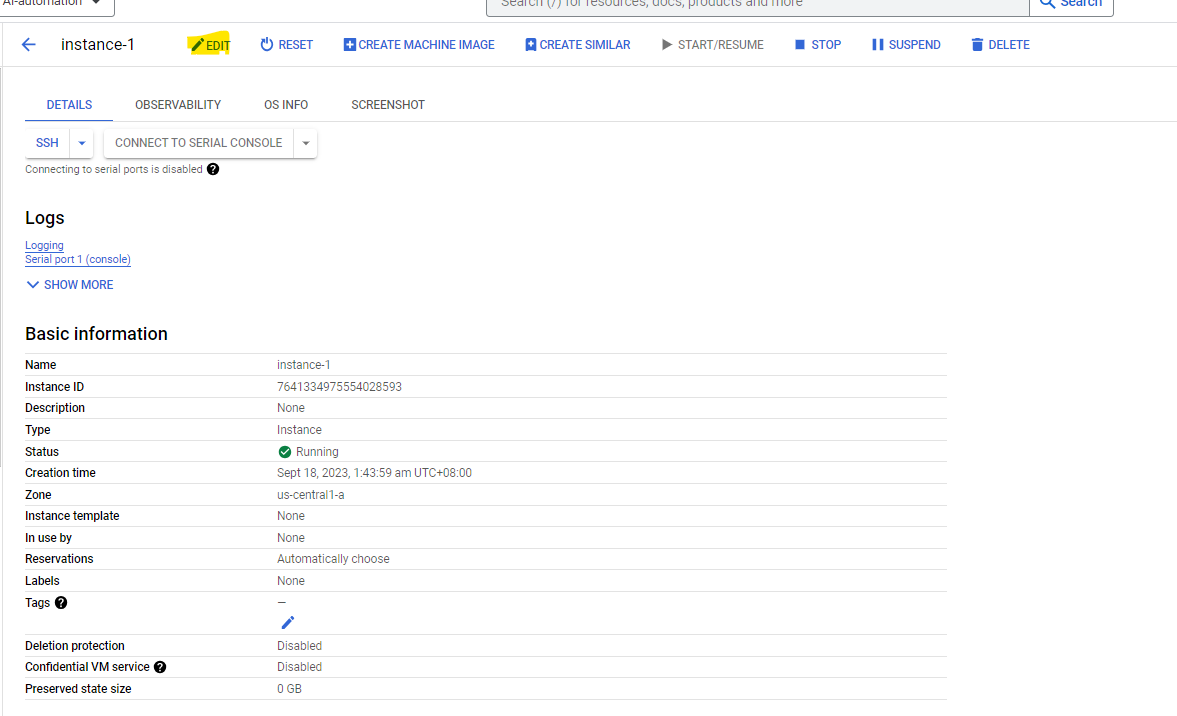 AI-automation
Search (/) for resources, docs, products and more
Search
instance-1
EDIT
RESET
CREATE MACHINE IMAGE
CREATE SIMILAR
START/RESUME
STOP
SUSPEND
DELETE
DETAILS
OBSERVABILITY
OS INFO
SCREENSHOT
SSH
CONNECT TO SERIAL CONSOLE
Connecting to serial ports is disabled ?
Logs
Logging
Serial port 1 (console)
SHOW MORE
Basic information
Name instance-1
Instance ID 7641334975554028593
Description None
Type Instance
Status Running
Creation time Sept 18, 2023, 1:43:59 am UTC+08:00
Zone us-central1-a
Instance template None
In use by None
Reservations Automatically choose
Labels None
Tags ? —
Deletion protection Disabled
Confidential VM service ? Disabled
Preserved state size 0 GB